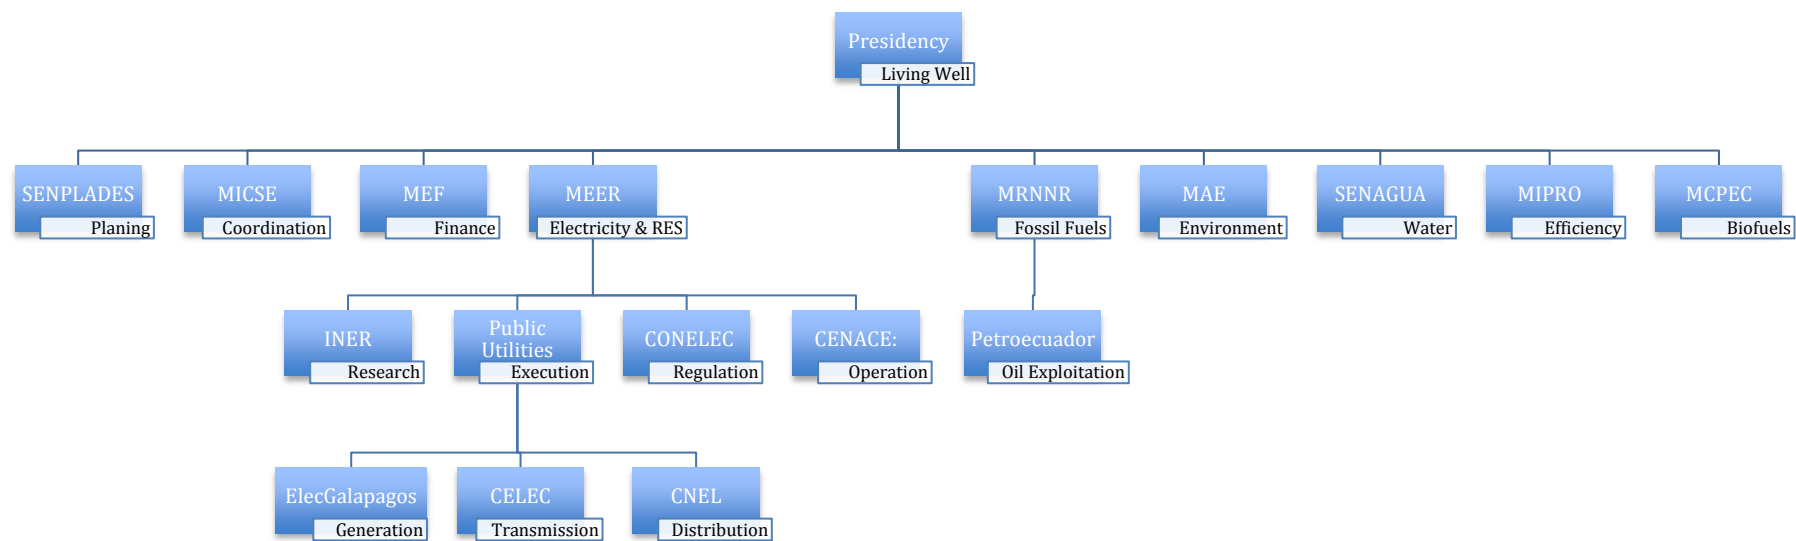 Presidency
Living Well
SENPLADES
Planing
MICSE
Coordination
MEF
Finance
MEER
Electricity & RES
MRNNR
Fossil Fuels
MAE
Environment
SENAGUA
Water
MIPRO
Efficiency
MCPEC
Biofuels
INER
Research
Public
Utilities
Execution
CONELEC
Regulation
CENACE:
Operation
Petroecuador
Oil Exploitation
ElecGalapagos
Generation
CELEC
Transmission
CNEL
Distribution